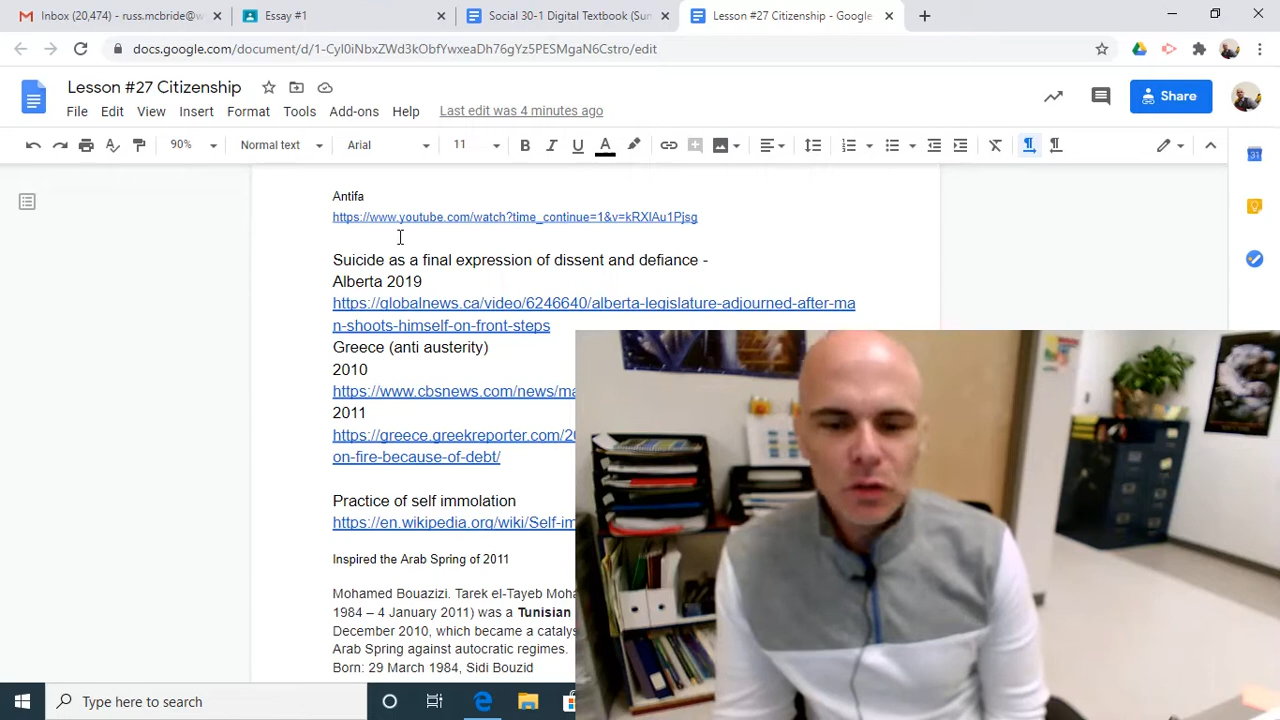 Inbox (20,474) - russ.mcbride@w
Essay #1
Social 30-1 Digital Textbook (Sum
Lesson #27 Citizenship - Google
docs.google.com/document/d/1-CyI0iNbxZWd3kObfYwxeaDh76gYz5PESMgaN6Cstro/edit
Lesson #27 Citizenship
File Edit View Insert Format Tools Add-ons Help Last edit was 4 minutes ago
Share
90% Normal text Arial 11
Antifa
https://www.youtube.com/watch?time_continue=1&v=kRXlAu1Pjsg
Suicide as a final expression of dissent and defiance -
Alberta 2019
https://globalnews.ca/video/6246640/alberta-legislature-adjourned-after-ma
n-shoots-himself-on-front-steps
Greece (anti austerity)
2010
https://www.cbsnews.com/news/ma
2011
https://greece.greekreporter.com/20
on-fire-because-of-debt/
Practice of self immolation
https://en.wikipedia.org/wiki/Self-im
Inspired the Arab Spring of 2011
Mohamed Bouazizi. Tarek el-Tayeb Moha
1984 – 4 January 2011) was a Tunisian
December 2010, which became a catalys
Arab Spring against autocratic regimes.
Born: 29 March 1984, Sidi Bouzid
Type here to search